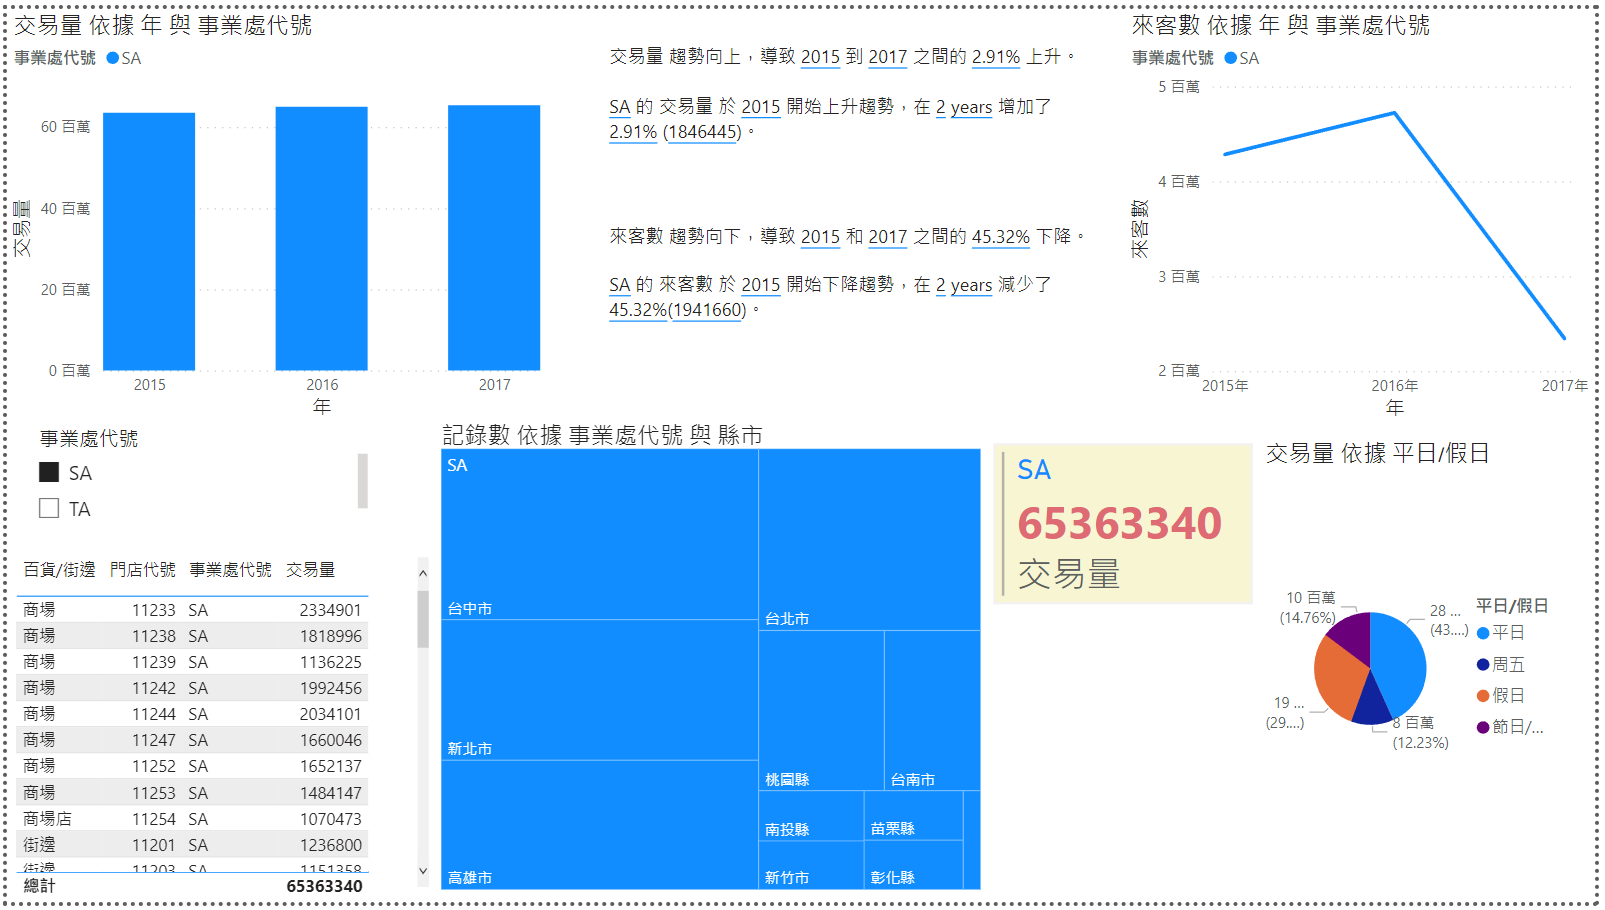 交易量 依據 年 與 事業處代號
事業處代號 SA
60 百萬
40 百萬
20 百萬
0 百萬
交易量
2015 2016 2017
年
交易量 趨勢向上，導致 2015 到 2017 之間的 2.91% 上升。
SA 的 交易量 於 2015 開始上升趨勢，在 2 years 增加了
2.91% (1846445)。
來客數 趨勢向下，導致 2015 和 2017 之間的 45.32% 下降。
SA 的 來客數 於 2015 開始下降趨勢，在 2 years 減少了
45.32%(1941660)。
來客數 依據 年 與 事業處代號
事業處代號 SA
5 百萬
4 百萬
3 百萬
2 百萬
來客數
2015年 2016年 2017年
年
事業處代號
SA
TA
百貨/街邊 門店代號 事業處代號 交易量
商場 11233 SA 2334901
商場 11238 SA 1818996
商場 11239 SA 1136225
商場 11242 SA 1992456
商場 11244 SA 2034101
商場 11247 SA 1660046
商場 11252 SA 1652137
商場 11253 SA 1484147
商場店 11254 SA 1070473
街邊 11201 SA 1236800
街邊 11203 SA 1151358
總計 65363340
記錄數 依據 事業處代號 與 縣市
SA
台中市
新北市
高雄市
台北市
桃園縣
台南市
南投縣
苗栗縣
新竹市
彰化縣
SA
65363340
交易量
交易量 依據 平日/假日
10 百萬
(14.76%)
28 ...
(43....)
19 ...
(29....)
8 百萬
(12.23%)
平日/假日
平日
周五
假日
節日/...